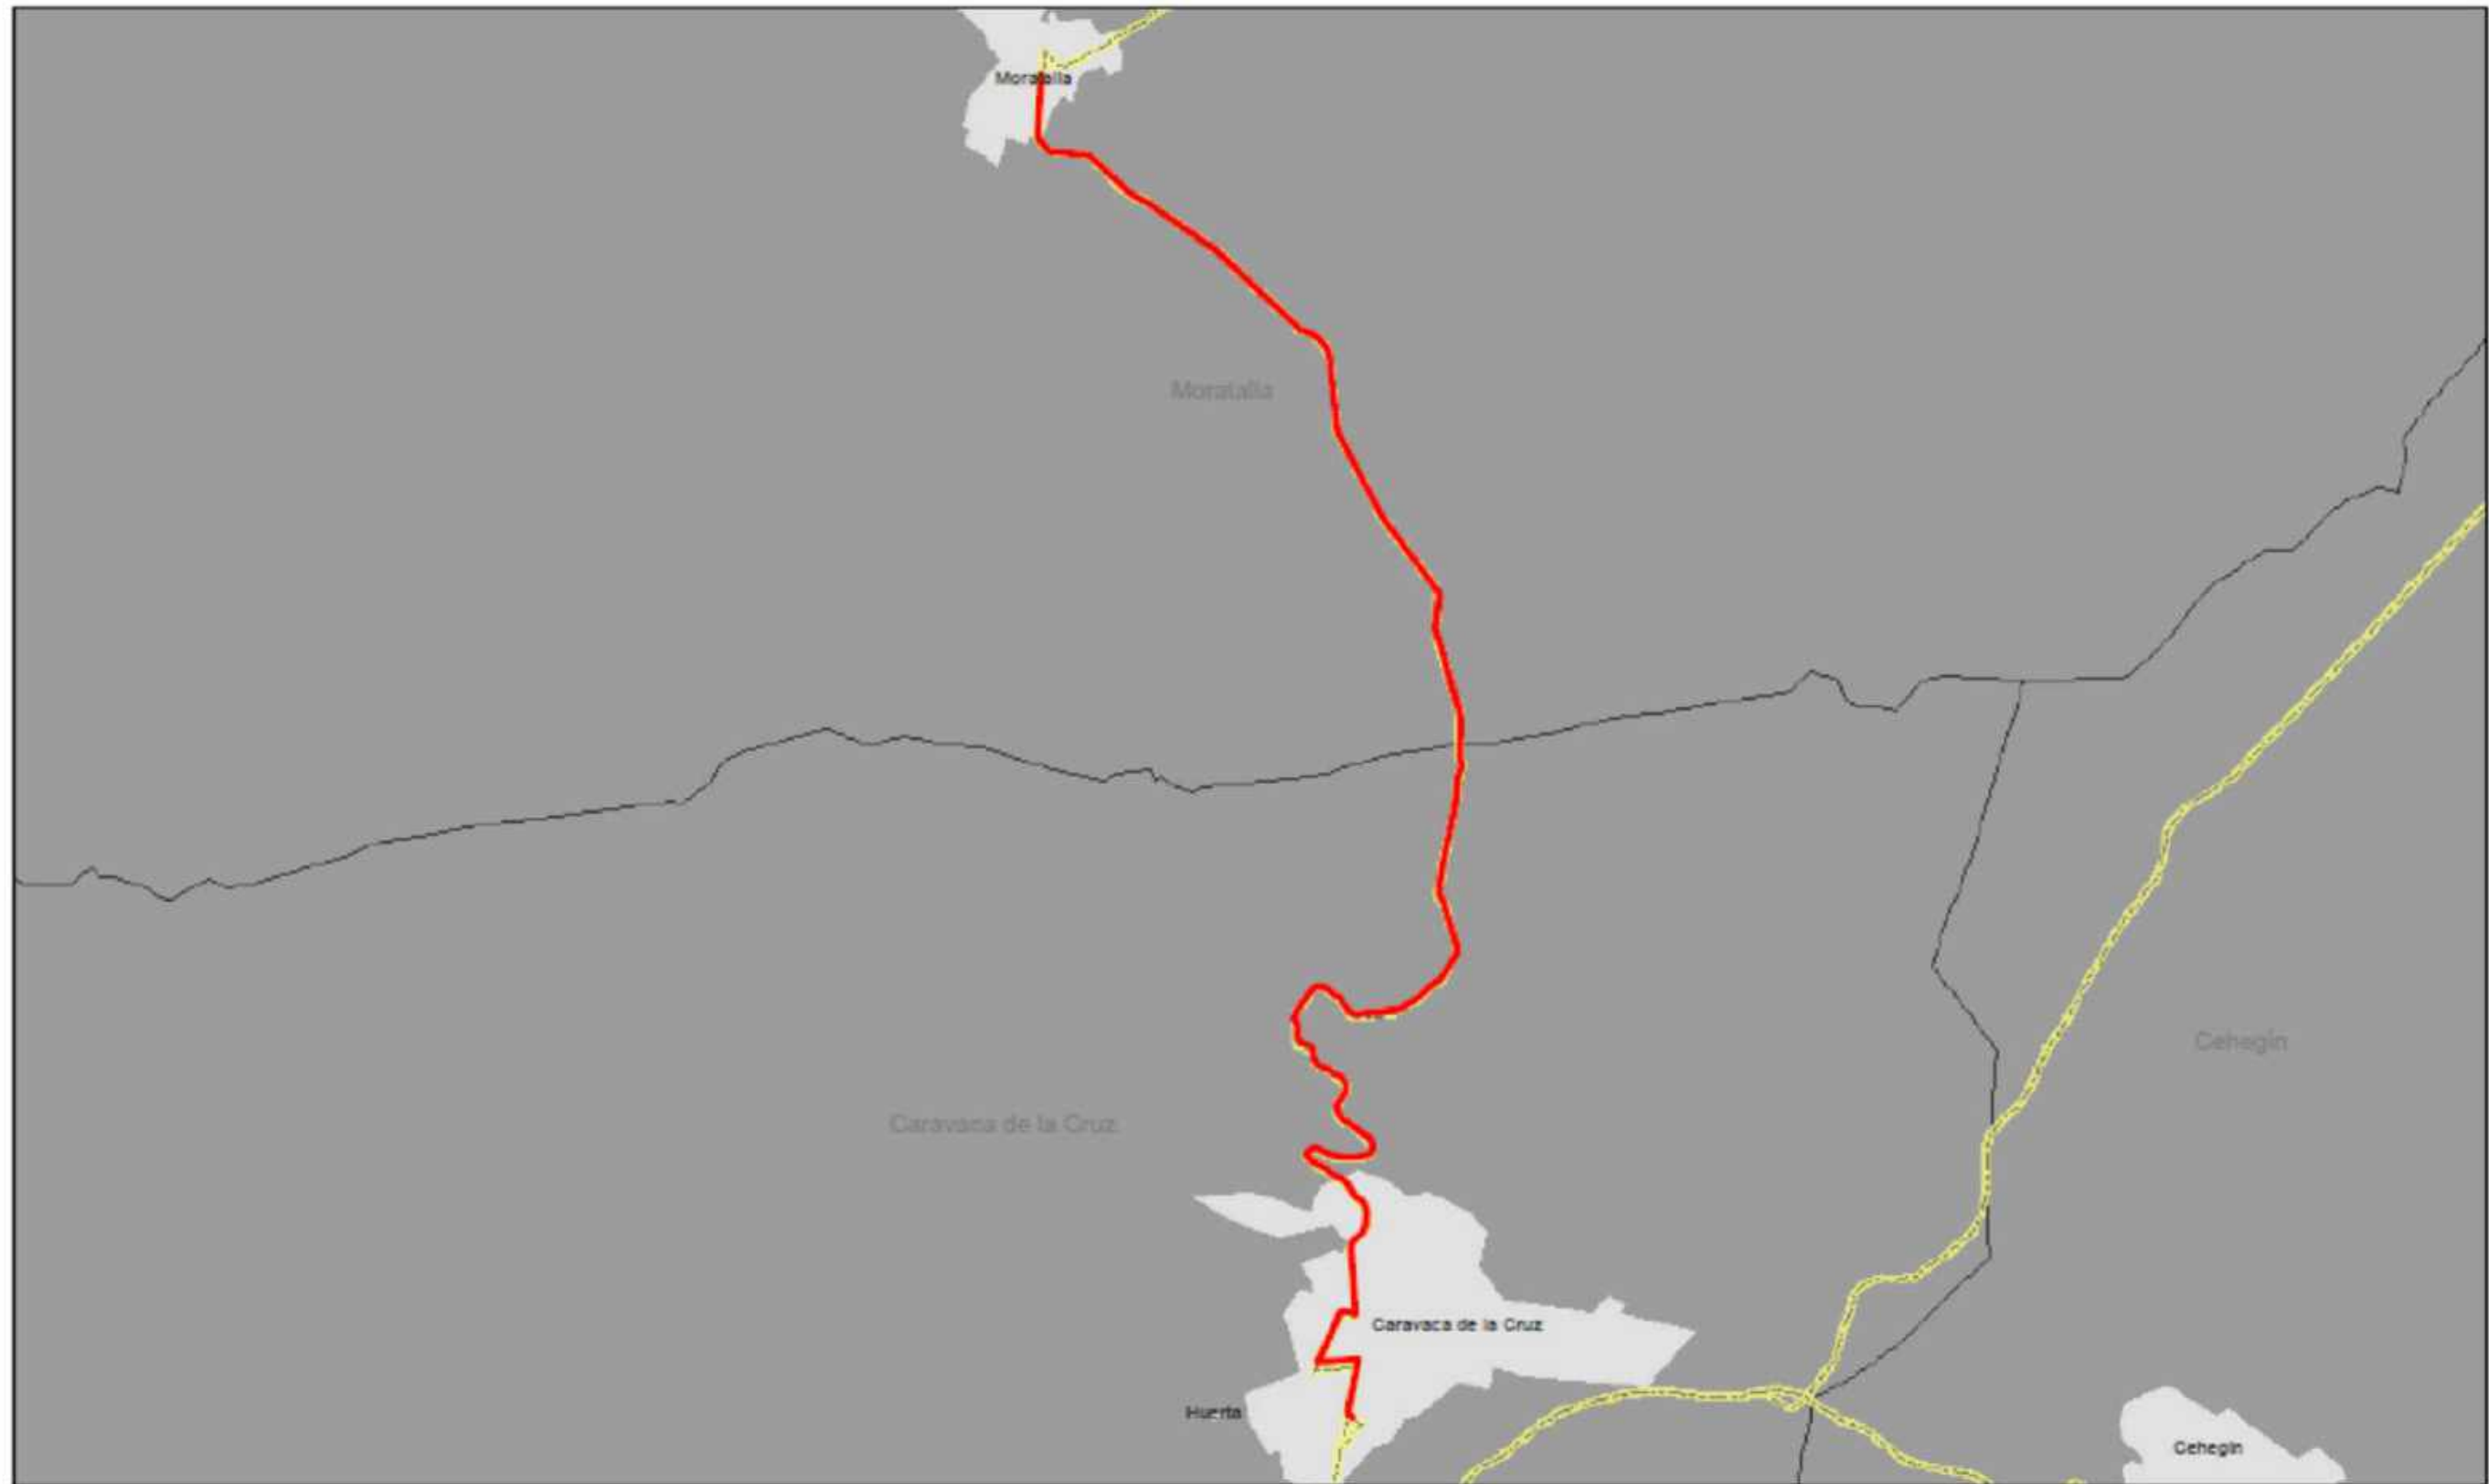 Moratalla
Moratalla
Cehegín
Caravaca de la Cruz
Caravaca de la Cruz
Huerta
Cehegín